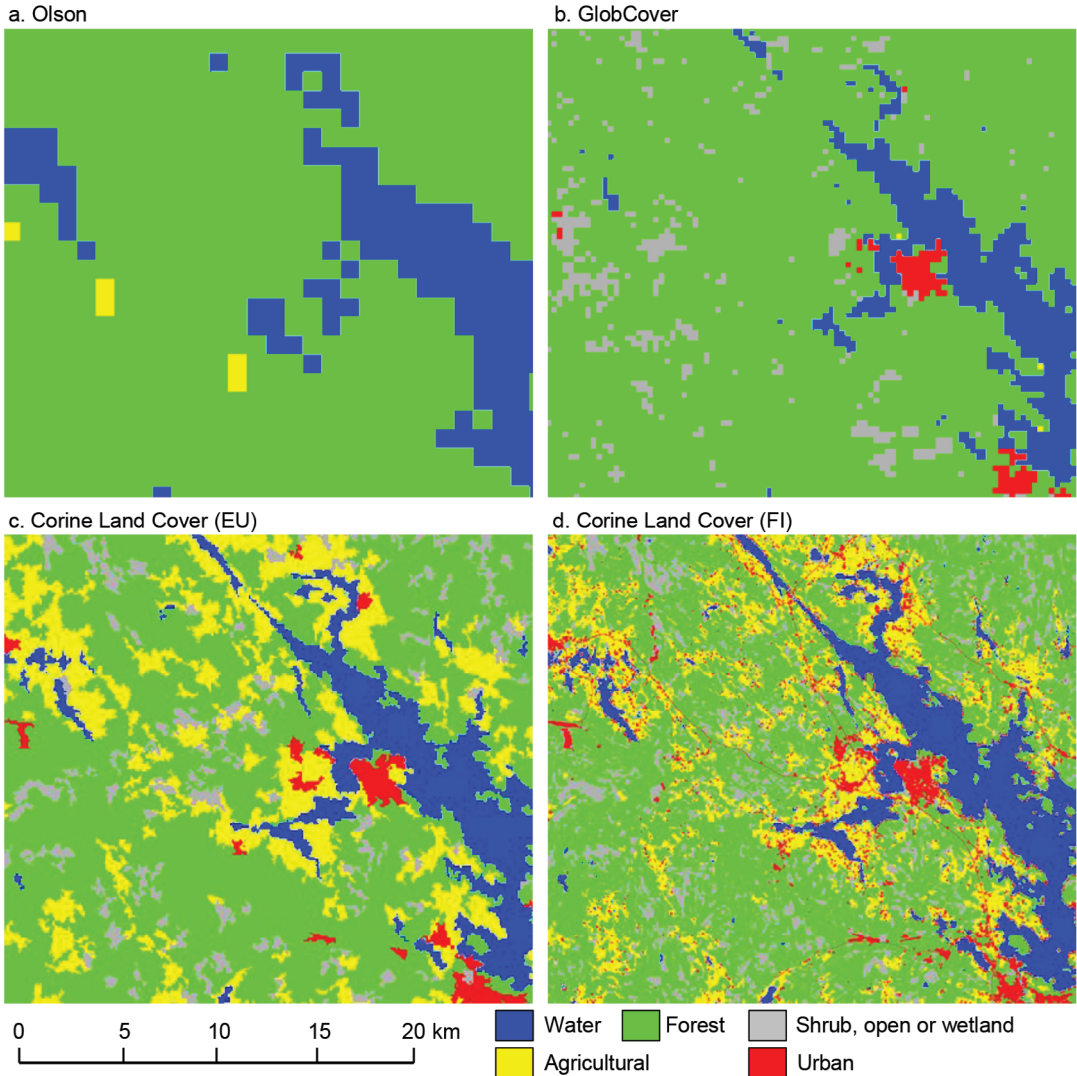 a. Olson
b. GlobCover
c. Corine Land Cover (EU)
d. Corine Land Cover (FI)
0 5 10 15 20 km
Water Forest Shrub, open or wetland
Agricultural Urban